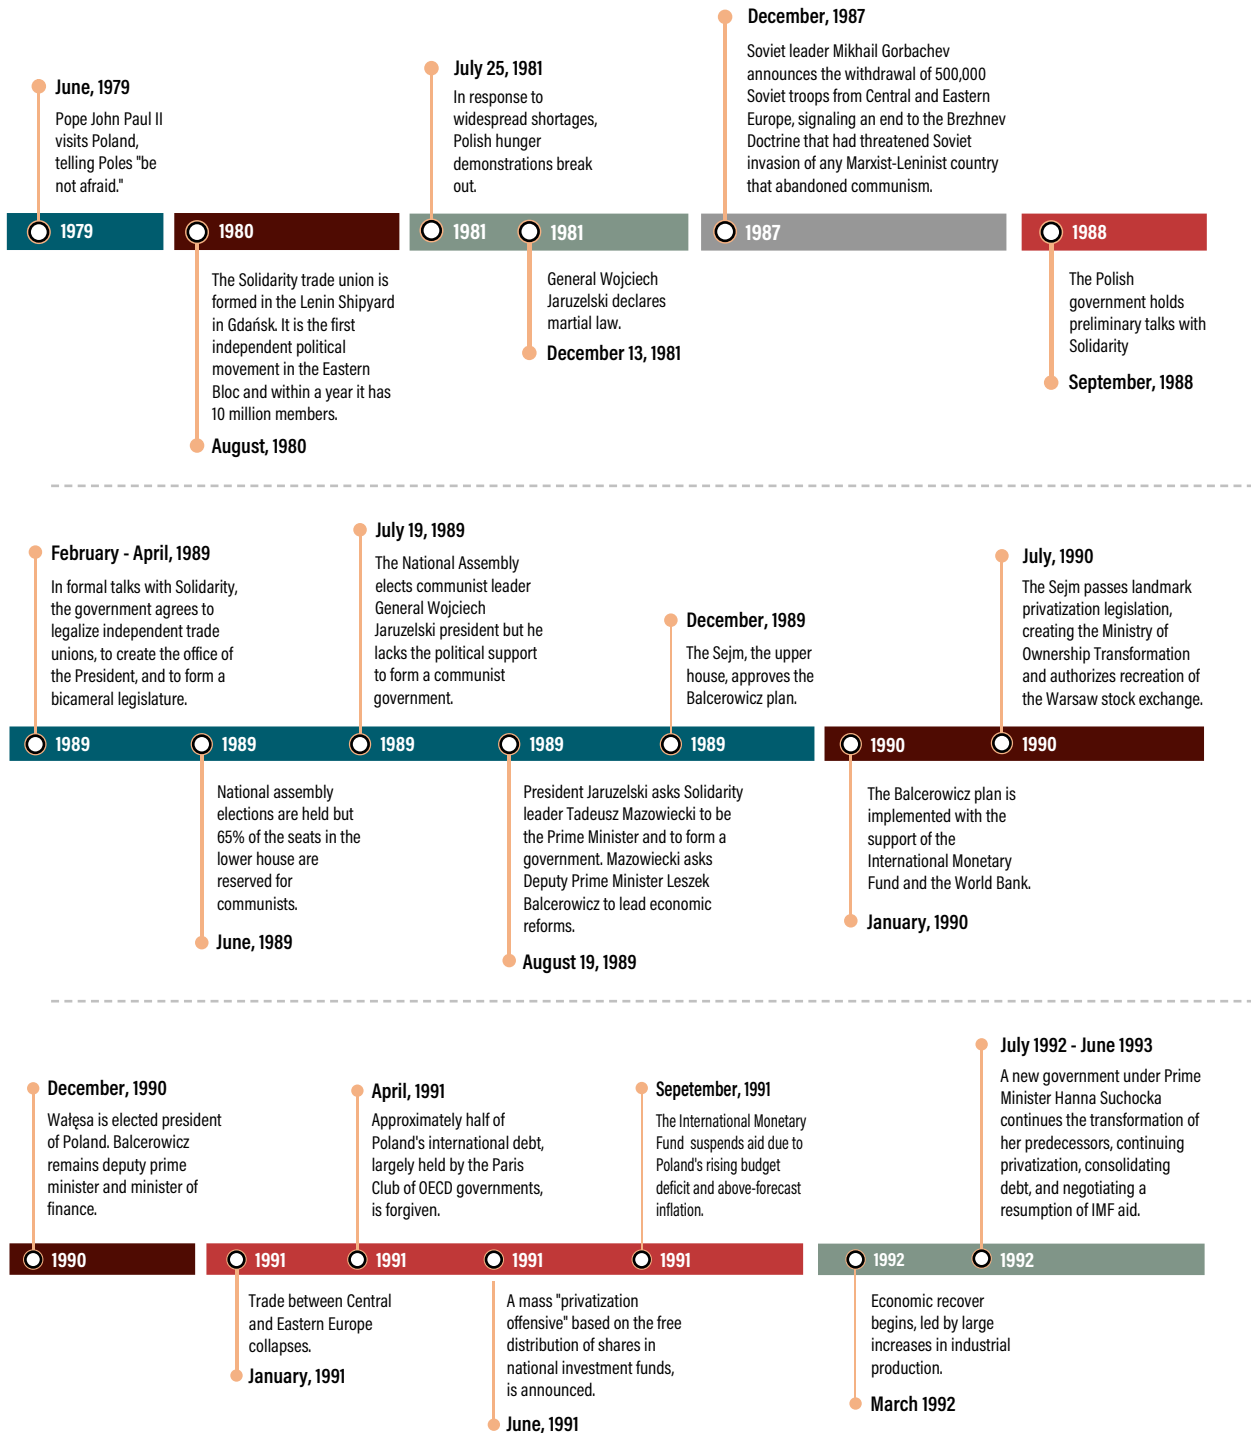 June, 1979
Pope John Paul II
visits Poland,
telling Poles "be
not afraid."
1979
1980
The Solidarity trade union is
formed in the Lenin Shipyard
in Gdańsk. It is the first
independent political
movement in the Eastern
Bloc and within a year it has
10 million members.
August, 1980
July 25, 1981
In response to
widespread shortages,
Polish hunger
demonstrations break
out.
1981
1981
General Wojciech
Jaruzelski declares
martial law.
December 13, 1981
December, 1987
Soviet leader Mikhail Gorbachev
announces the withdrawal of 500,000
Soviet troops from Central and Eastern
Europe, signaling an end to the Brezhnev
Doctrine that had threatened Soviet
invasion of any Marxist-Leninist country
that abandoned communism.
1987
1988
The Polish
government holds
preliminary talks with
Solidarity
September, 1988
February - April, 1989
In formal talks with Solidarity,
the government agrees to
legalize independent trade
unions, to create the office of
the President, and to form a
bicameral legislature.
1989
1989
National assembly
elections are held but
65% of the seats in the
lower house are
reserved for
communists.
June, 1989
July 19, 1989
The National Assembly
elects communist leader
General Wojciech
Jaruzelski president but he
lacks the political support
to form a communist
government.
1989
1989
President Jaruzelski asks Solidarity
leader Tadeusz Mazowiecki to be
the Prime Minister and to form a
government. Mazowiecki asks
Deputy Prime Minister Leszek
Balcerowicz to lead economic
reforms.
August 19, 1989
December, 1989
The Sejm, the upper
house, approves the
Balcerowicz plan.
1989
1990
The Balcerowicz plan is
implemented with the
support of the
International Monetary
Fund and the World Bank.
January, 1990
July, 1990
The Sejm passes landmark
privatization legislation,
creating the Ministry of
Ownership Transformation
and authorizes recreation of
the Warsaw stock exchange.
1990
December, 1990
Wałęsa is elected president
of Poland. Balcerowicz
remains deputy prime
minister and minister of
finance.
1990
1991
Trade between Central
and Eastern Europe
collapses.
January, 1991
April, 1991
Approximately half of
Poland's international debt,
largely held by the Paris
Club of OECD governments,
is forgiven.
1991
1991
A mass "privatization
offensive" based on the free
distribution of shares in
national investment funds,
is announced.
June, 1991
Sepetember, 1991
The International Monetary
Fund suspends aid due to
Poland's rising budget
deficit and above-forecast
inflation.
1991
1992
Economic recover
begins, led by large
increases in industrial
production.
March 1992
July 1992 - June 1993
A new government under Prime
Minister Hanna Suchocka
continues the transformation of
her predecessors, continuing
privatization, consolidating
debt, and negotiating a
resumption of IMF aid.
1992